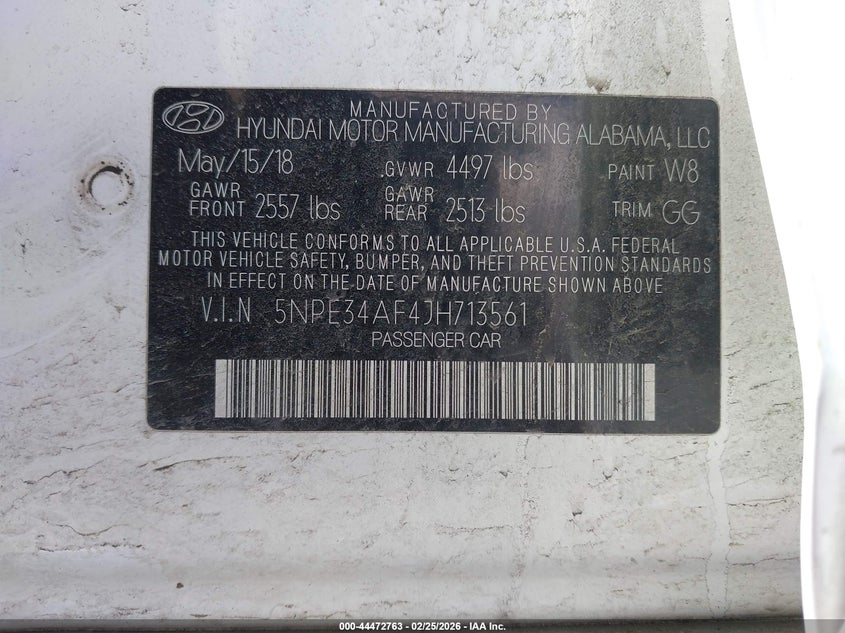 MANUFACTURED BY
HYUNDAI MOTOR MANUFACTURING ALABAMA, LLC
May/15/18 GVWR 4497 lbs PAINT W8
GAWR FRONT 2557 lbs GAWR REAR 2513 lbs TRIM GG
THIS VEHICLE CONFORMS TO ALL APPLICABLE U.S.A. FEDERAL
MOTOR VEHICLE SAFETY, BUMPER, AND THEFT PREVENTION STANDARDS
IN EFFECT ON THE DATE OF MANUFACTURE SHOWN ABOVE
V.I.N 5NPE34AF4JH713561
PASSENGER CAR
000-44472763 - 02/25/2026 - IAA Inc.